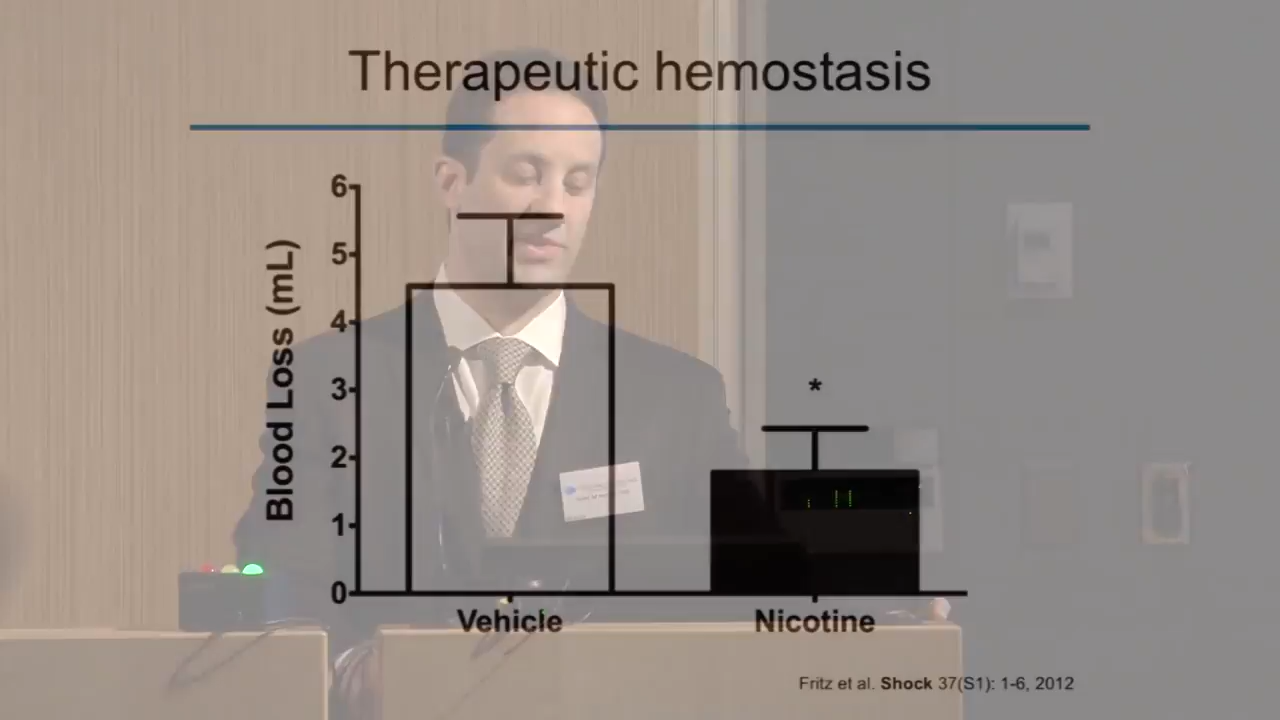 Therapeutic hemostasis
Blood Loss (mL)
6
5
4
3
2
1
0
*
Vehicle
Nicotine
Fritz et al. Shock 37(S1): 1-6, 2012